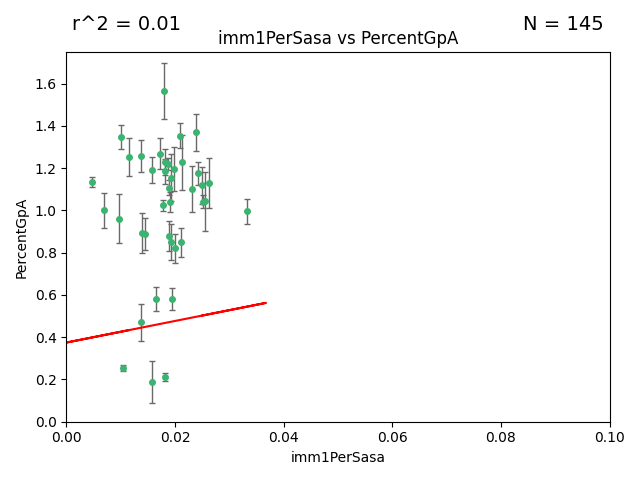 r^2 = 0.01
N = 145
imm1PerSasa vs PercentGpA
PercentGpA
1.6
1.4
1.2
1.0
0.8
0.6
0.4
0.2
0.0
0.00 0.02 0.04 0.06 0.08 0.10
imm1PerSasa